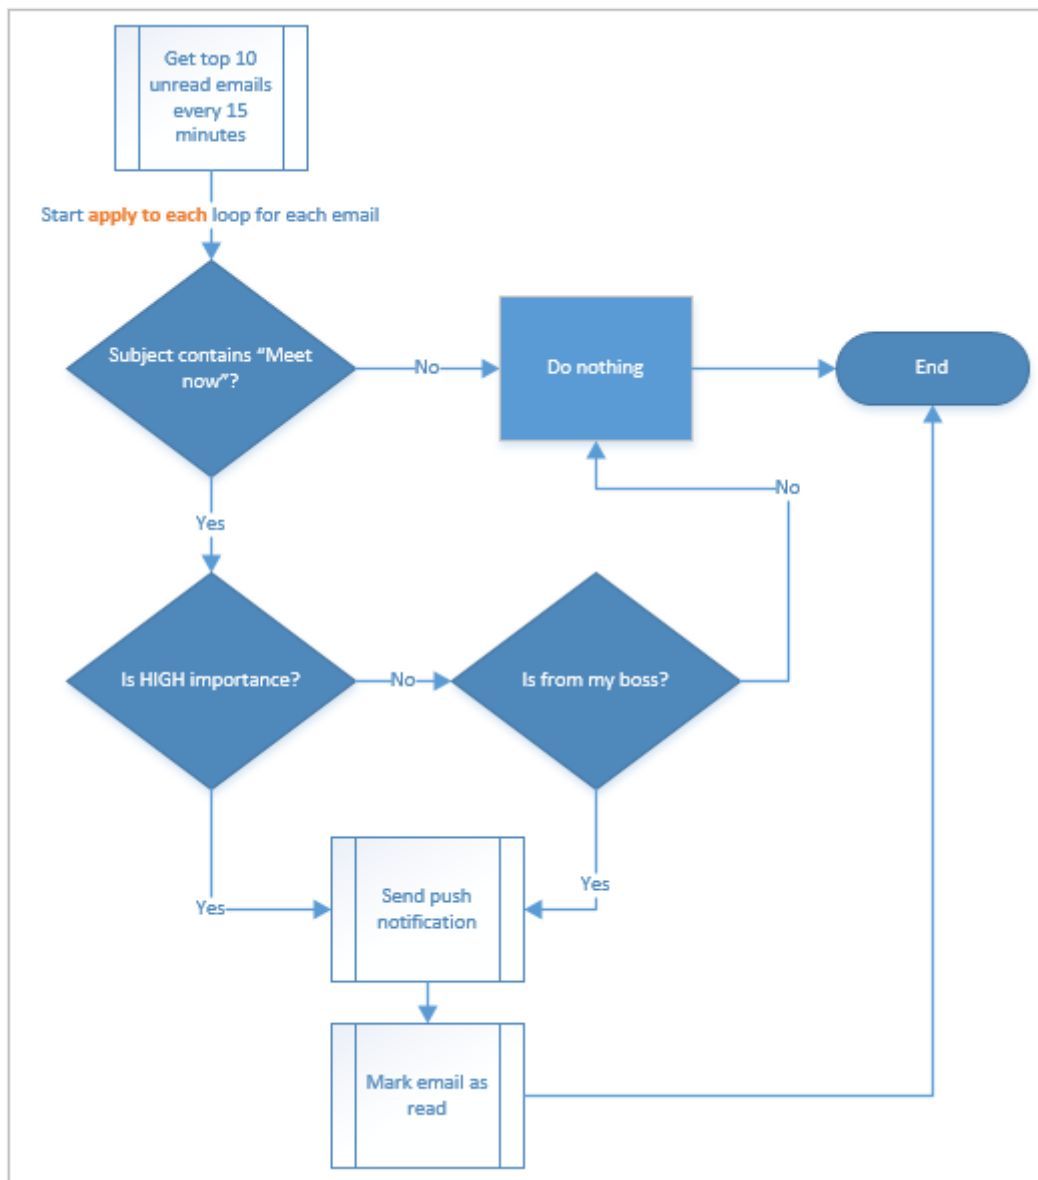 Get top 10
unread emails
every 15
minutes
Start apply to each loop for each email
Subject contains “Meet
now”?
No
Do nothing
End
Yes
No
Is HIGH importance?
No
Is from my boss?
Yes
Send push
notification
Yes
Mark email as
read